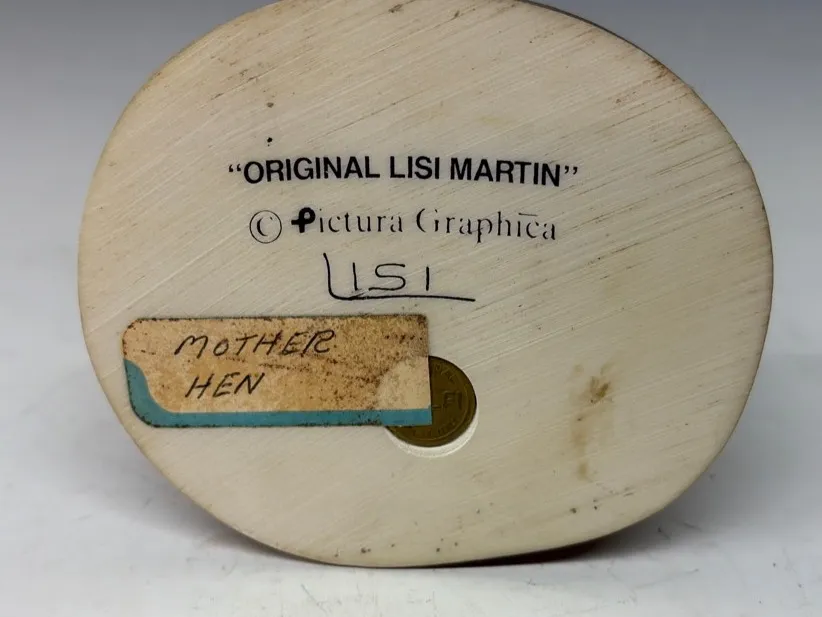 “ORIGINAL LISI MARTIN”
© Pictura Graphica
LISI
MOTHER
HEN